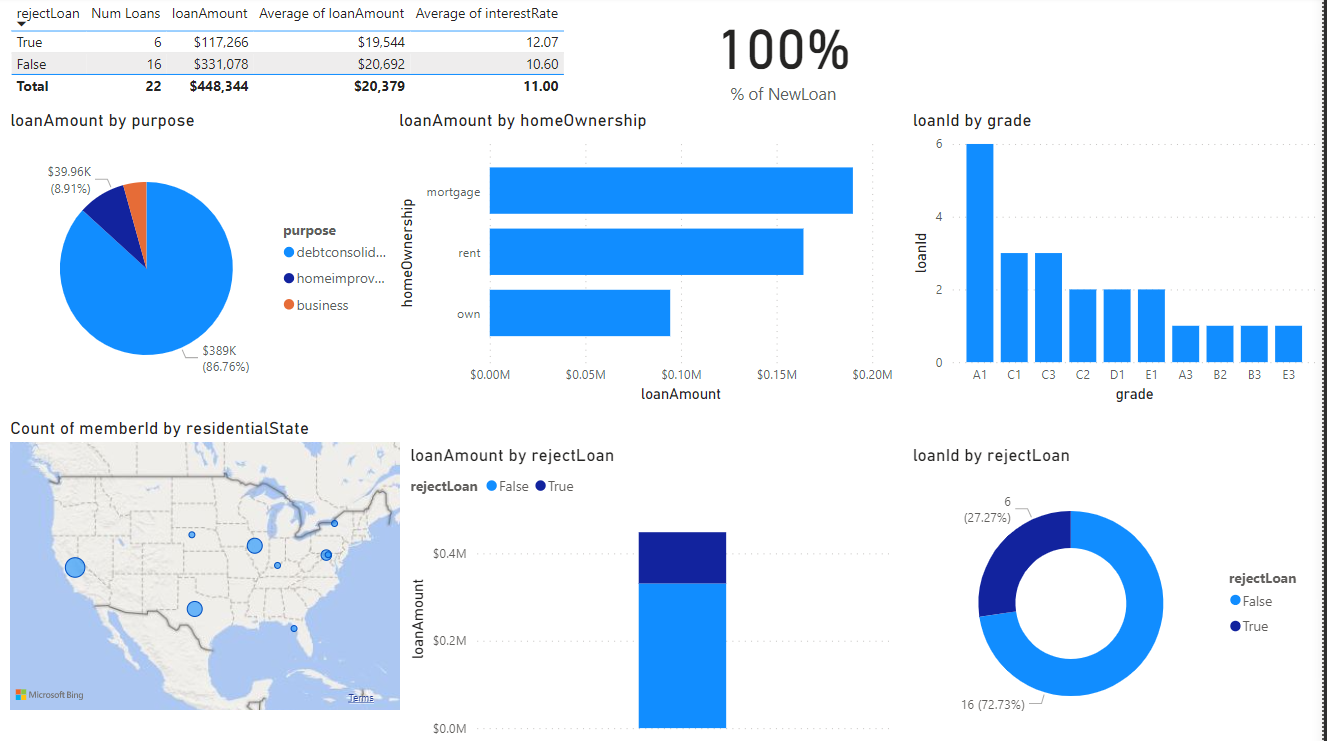 rejectLoan Num Loans loanAmount Average of loanAmount Average of interestRate
True 6 $117,266 $19,544 12.07
False 16 $331,078 $20,692 10.60
Total 22 $448,344 $20,379 11.00
100%
% of NewLoan
loanAmount by purpose
$39.96K
(8.91%)
$389K
(86.76%)
purpose
debtconsolid...
homeimprov...
business
loanAmount by homeOwnership
homeOwnership
mortgage
rent
own
$0.00M $0.05M $0.10M $0.15M $0.20M
loanAmount
loanId by grade
loanId
6
4
2
0
A1 C1 C3 C2 D1 E1 A3 B2 B3 E3
grade
Count of memberId by residentialState
Microsoft Bing
Terms
loanAmount by rejectLoan
rejectLoan False True
loanAmount
$0.4M
$0.2M
$0.0M
loanId by rejectLoan
6
(27.27%)
16 (72.73%)
rejectLoan
False
True